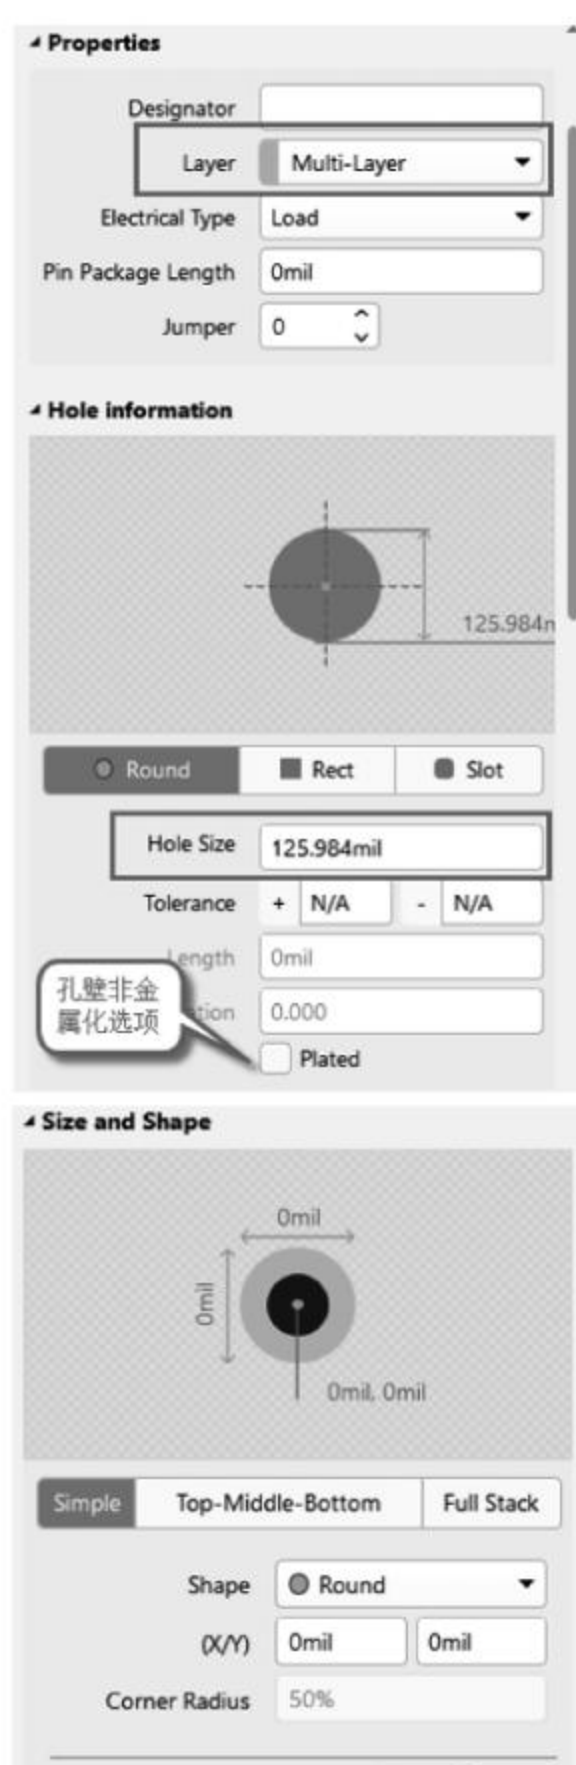 Properties
Designator
Layer Multi-Layer
Electrical Type Load
Pin Package Length 0mil
Jumper 0
Hole information
125.984m
Round Rect Slot
Hole Size 125.984mil
Tolerance + N/A - N/A
Length 0mil
孔壁非金
属化选项
tion 0.000
Plated
Size and Shape
0mil
0mil
0mil, 0mil
Simple Top-Middle-Bottom Full Stack
Shape Round
(X/Y) 0mil 0mil
Corner Radius 50%